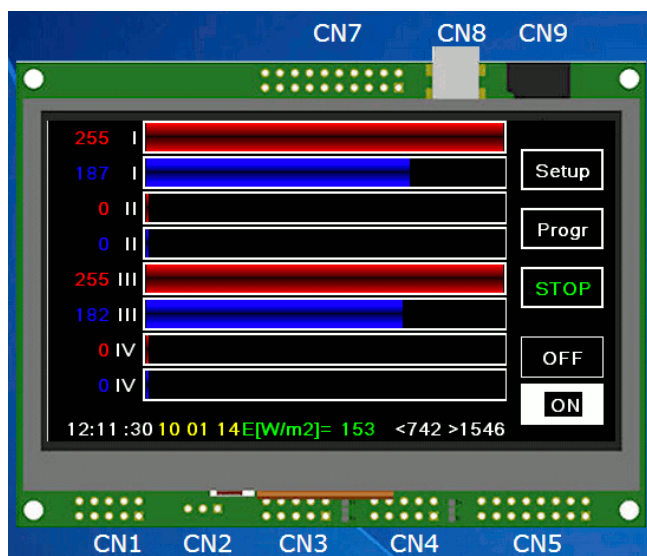 CN7 CN8 CN9
255 I
187 I Setup
0 II
Progr
0 II
255 III STOP
182 III
0 IV OFF
0 IV
ON
12:11 :30 10 01 14 E[W/m2]= 153 <742 >1546
CN1 CN2 CN3 CN4 CN5